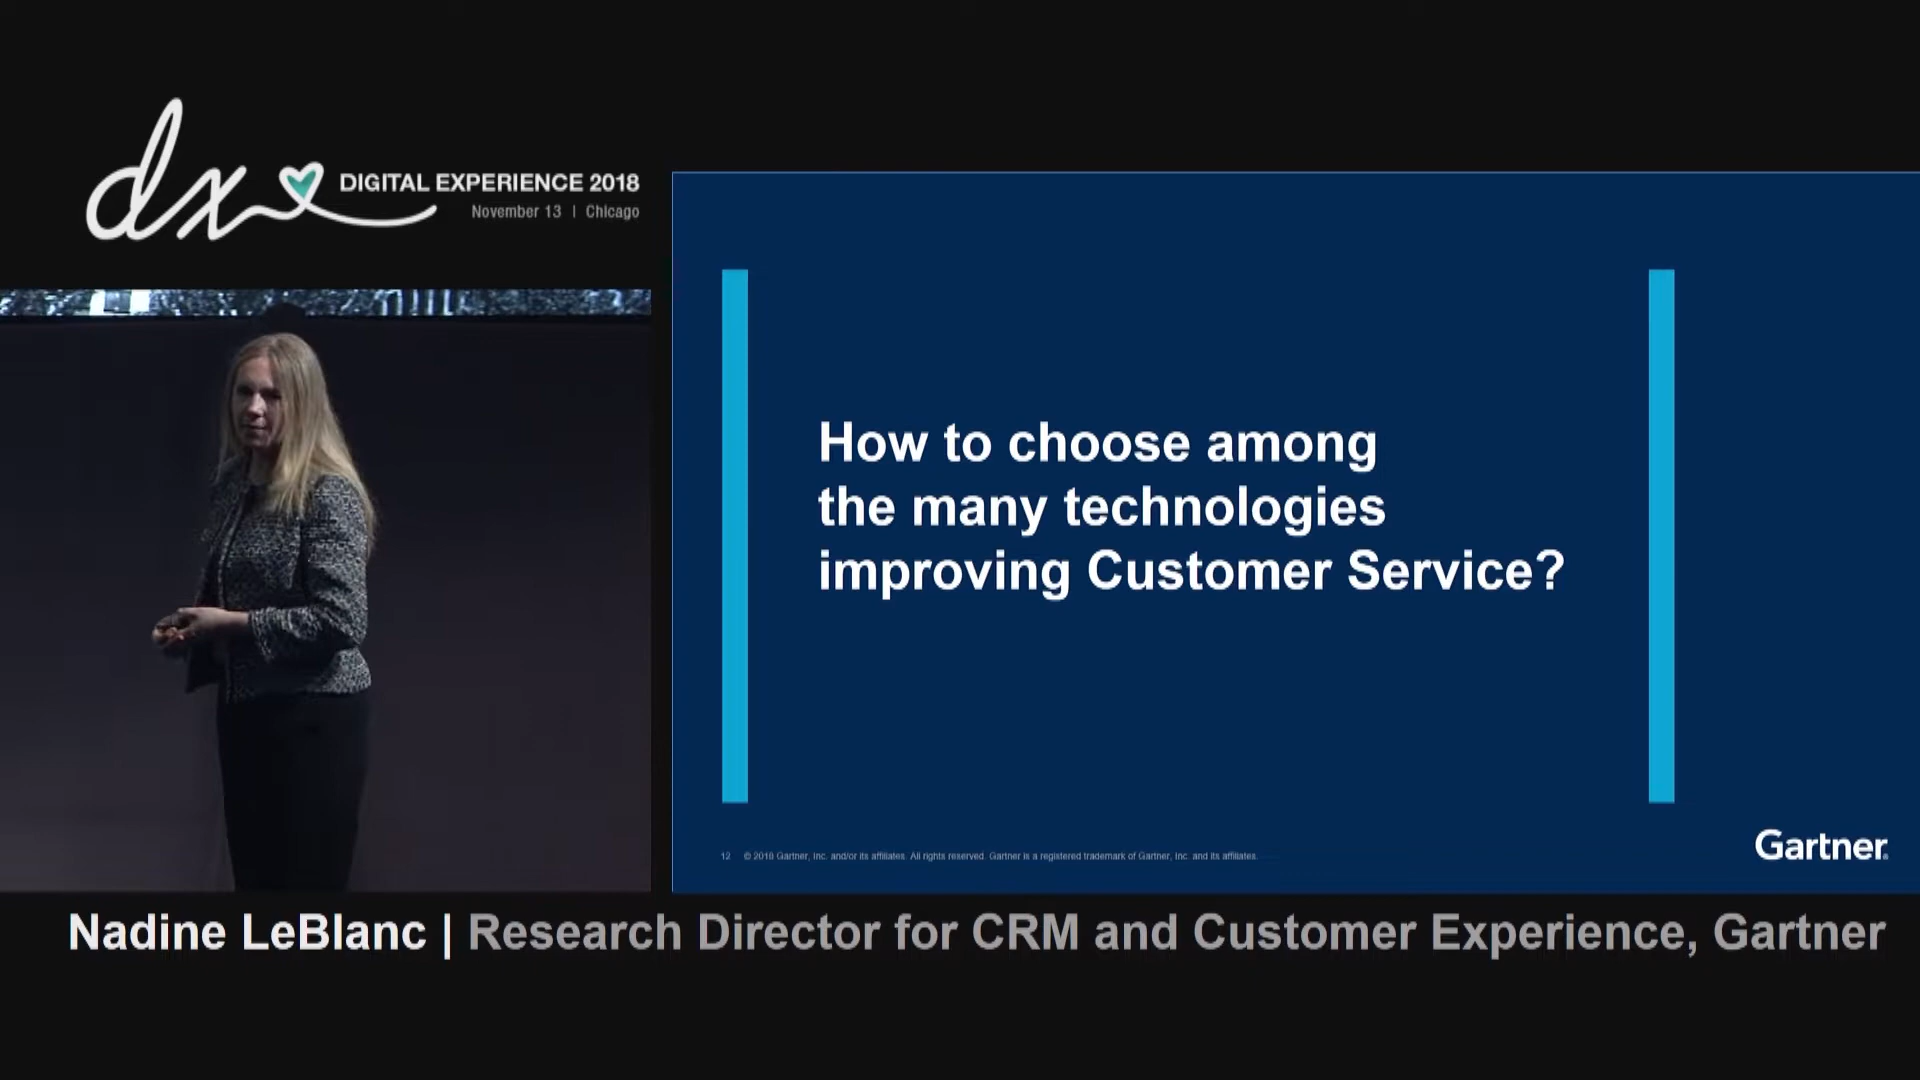 dx
DIGITAL EXPERIENCE 2018
November 13 | Chicago
How to choose among
the many technologies
improving Customer Service?
12 © 2018 Gartner, Inc. and/or its affiliates. All rights reserved. Gartner is a registered trademark of Gartner, Inc. and its affiliates.
Gartner
Nadine LeBlanc | Research Director for CRM and Customer Experience, Gartner